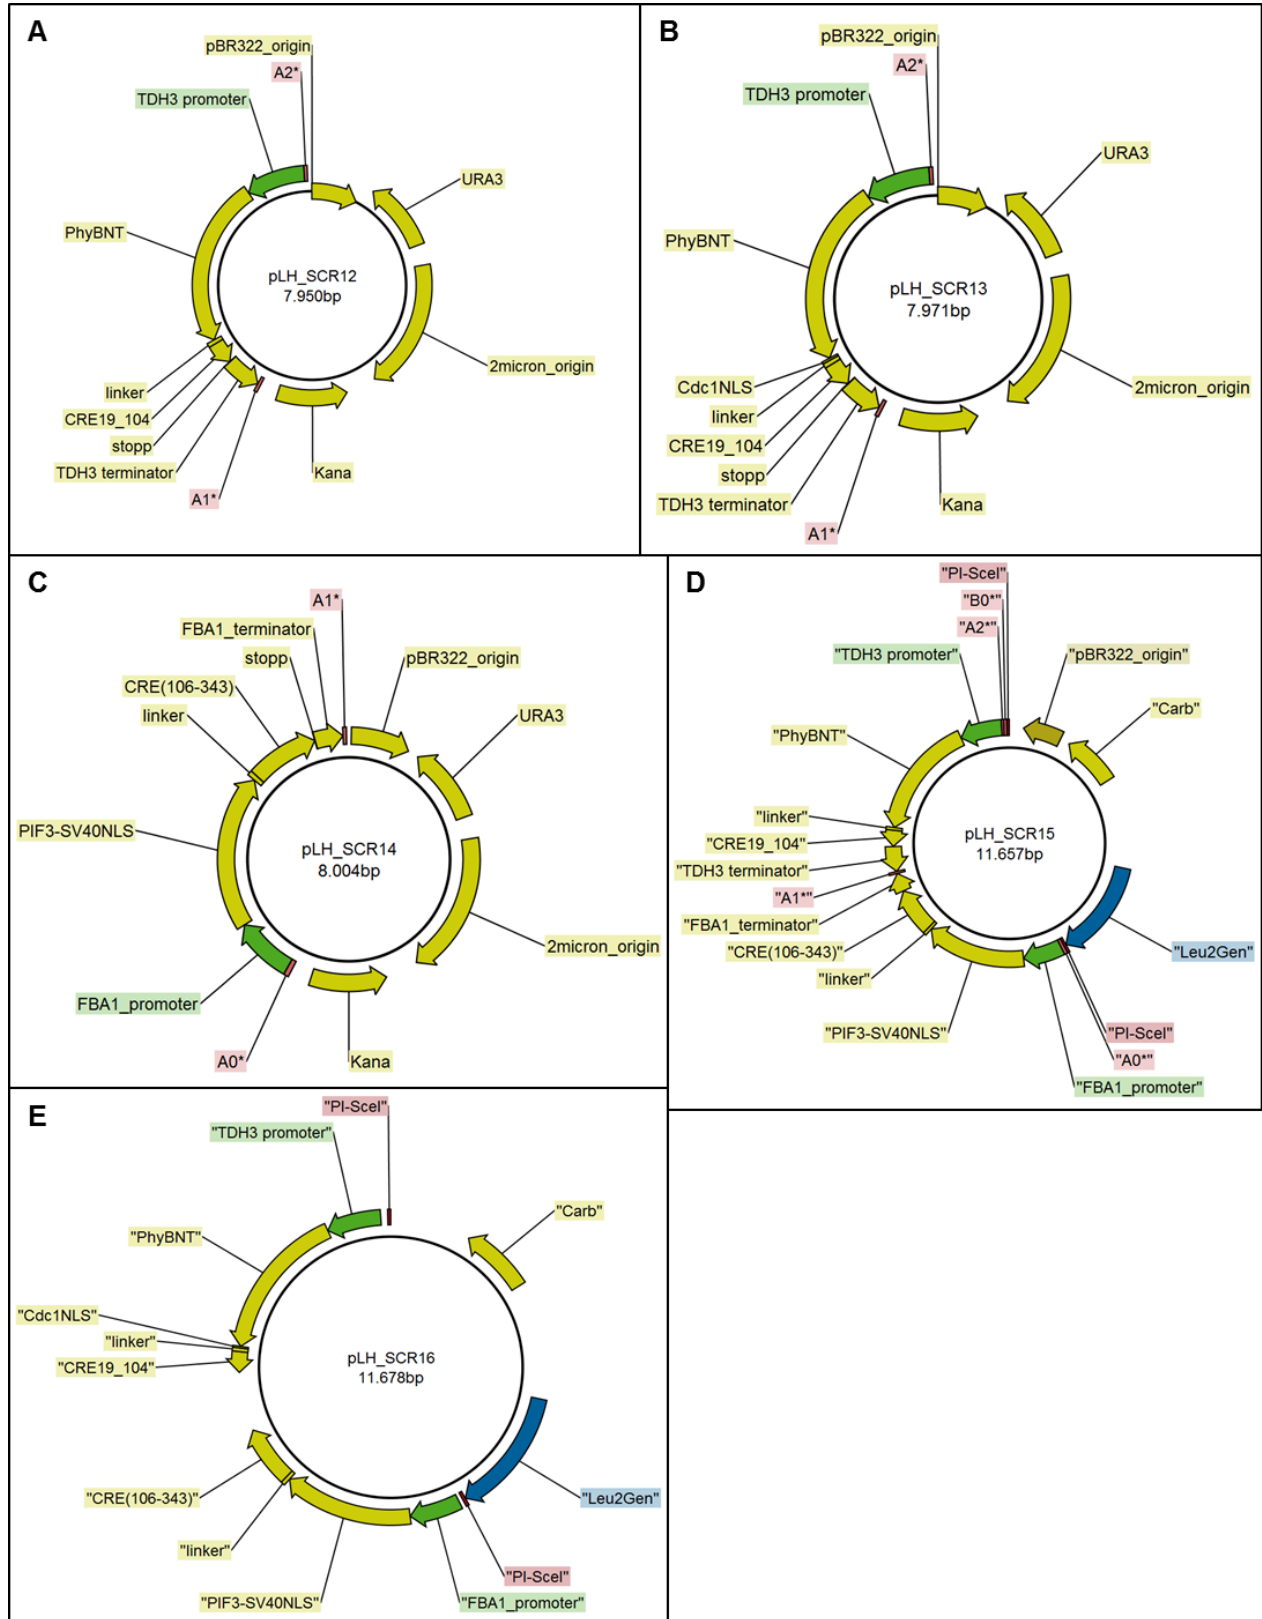 A
pBR322_origin
A2*
TDH3 promoter
URA3
PhyBNT
pLH_SCR12
7.950bp
2micron_origin
linker
CRE19_104
stopp
TDH3 terminator
Kana
A1*
B
pBR322_origin
A2*
TDH3 promoter
URA3
PhyBNT
pLH_SCR13
7.971bp
Cdc1NLS
2micron_origin
linker
CRE19_104
stopp
TDH3 terminator
Kana
A1*
C
A1*
FBA1_terminator
stopp
pBR322_origin
CRE(106-343)
linker
URA3
PIF3-SV40NLS
pLH_SCR14
8.004bp
2micron_origin
FBA1_promoter
A0*
Kana
D
"PI-SceI"
"B0*"
"A2*"
"TDH3 promoter"
"pBR322_origin"
"Carb"
"PhyBNT"
"linker"
pLH_SCR15
11.657bp
"CRE19_104"
"TDH3 terminator"
"A1*"
"FBA1_terminator"
"CRE(106-343)"
"Leu2Gen"
"linker"
"PIF3-SV40NLS"
"PI-SceI"
"A0*"
"FBA1_promoter"
E
"PI-SceI"
"TDH3 promoter"
"Carb"
"PhyBNT"
"Cdc1NLS"
"linker"
"CRE19_104"
pLH_SCR16
11.678bp
"CRE(106-343)"
"Leu2Gen"
"linker"
"PI-SceI"
"PIF3-SV40NLS"
"FBA1_promoter"